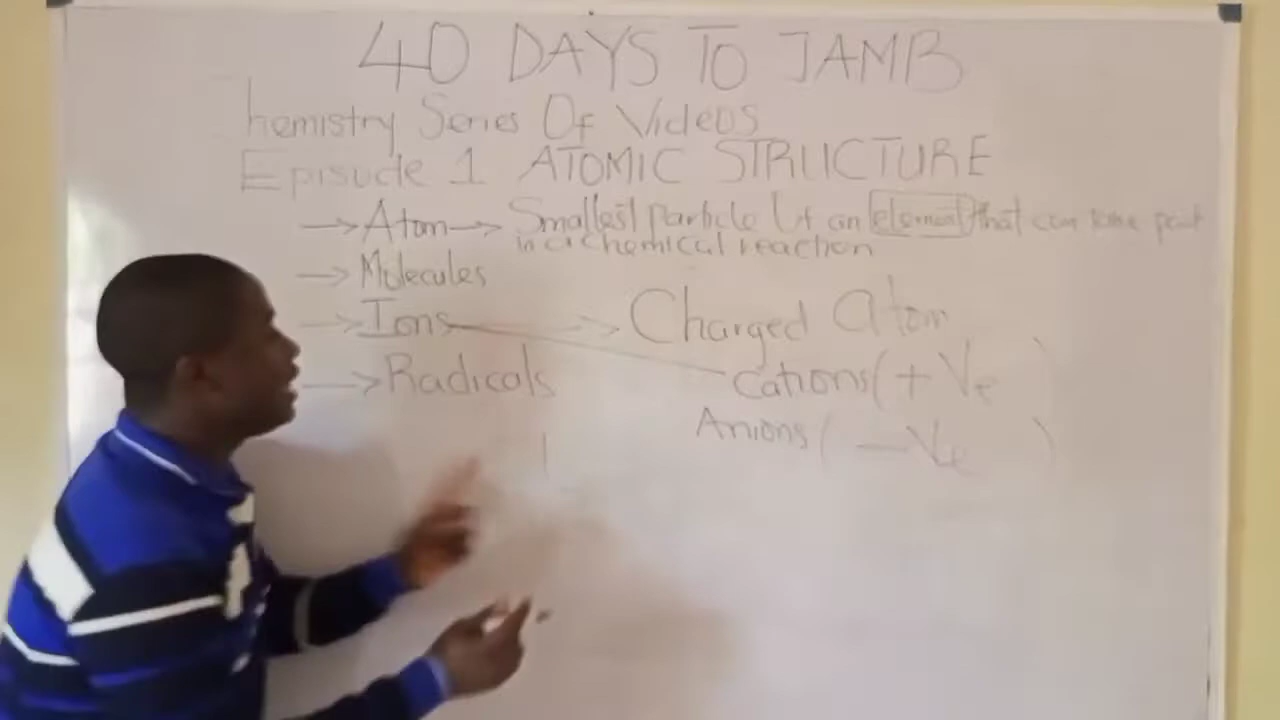 40 DAYS TO JAMB
Chemistry Series Of Videos
Episode 1 ATOMIC STRUCTURE
→ Atom → Smallest particle Of an element that can take part
in a chemical reaction
→ Molecules
→ Ions → Charged Atom
Cations (+Ve )
→ Radicals
Anions ( -Ve )